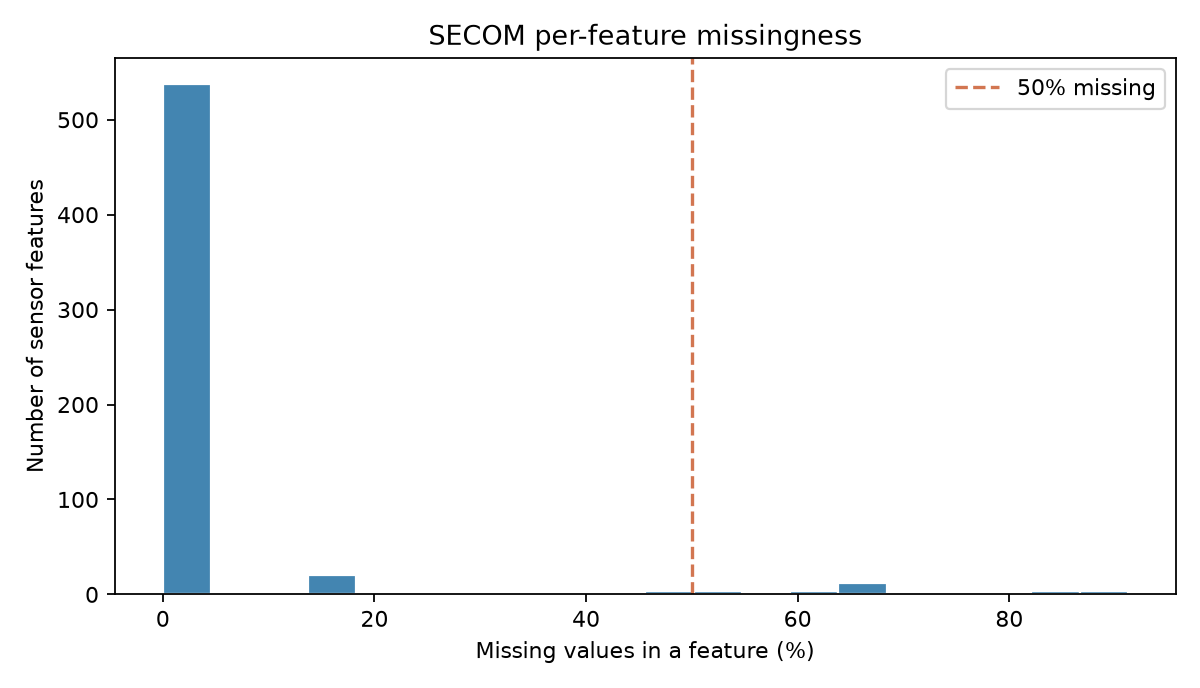 SECOM per-feature missingness
50% missing
Number of sensor features
500
400
300
200
100
0
0 20 40 60 80
Missing values in a feature (%)